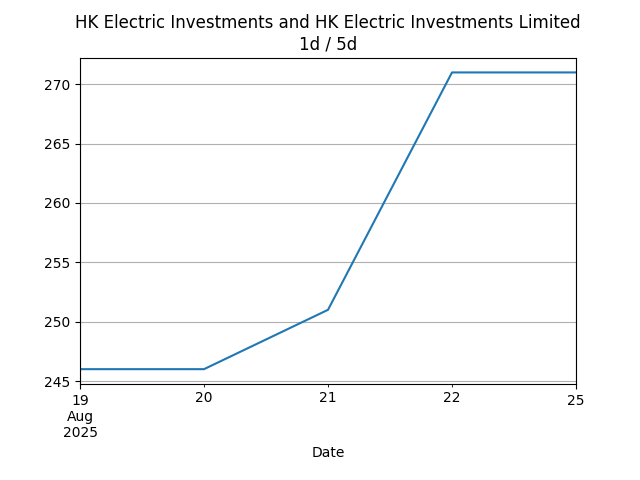 HK Electric Investments and HK Electric Investments Limited
1d / 5d
270
265
260
255
250
245
19 20 21 22 25
Aug
2025
Date